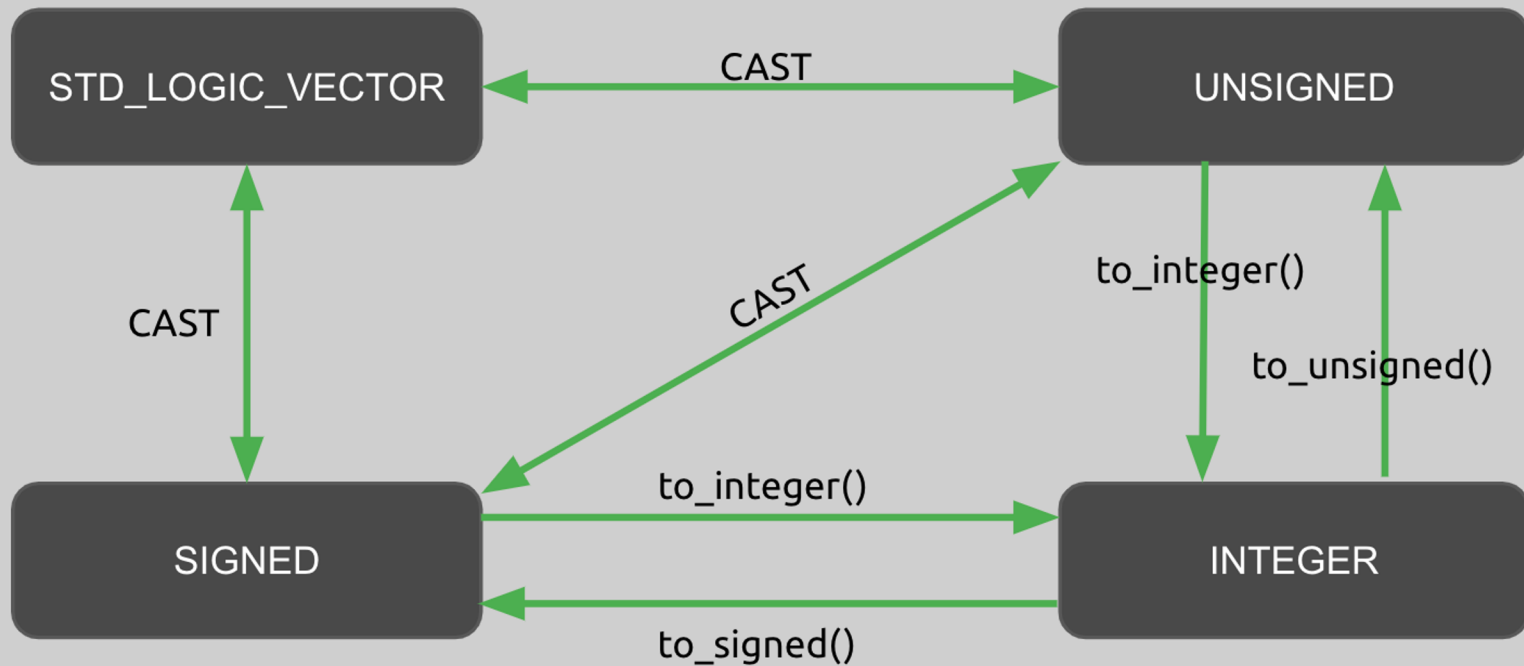 STD_LOGIC_VECTOR
CAST
UNSIGNED
CAST
CAST
to_integer()
to_unsigned()
SIGNED
to_integer()
to_signed()
INTEGER